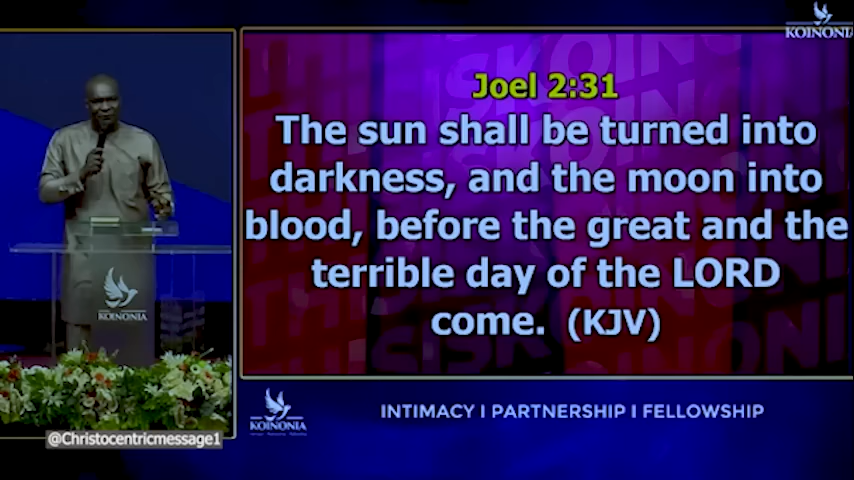 KOINONIA
Joel 2:31
The sun shall be turned into
darkness, and the moon into
blood, before the great and the
terrible day of the LORD
come. (KJV)
KOINONIA
KOINONIA
INTIMACY I PARTNERSHIP I FELLOWSHIP
@Christocentricmessage1